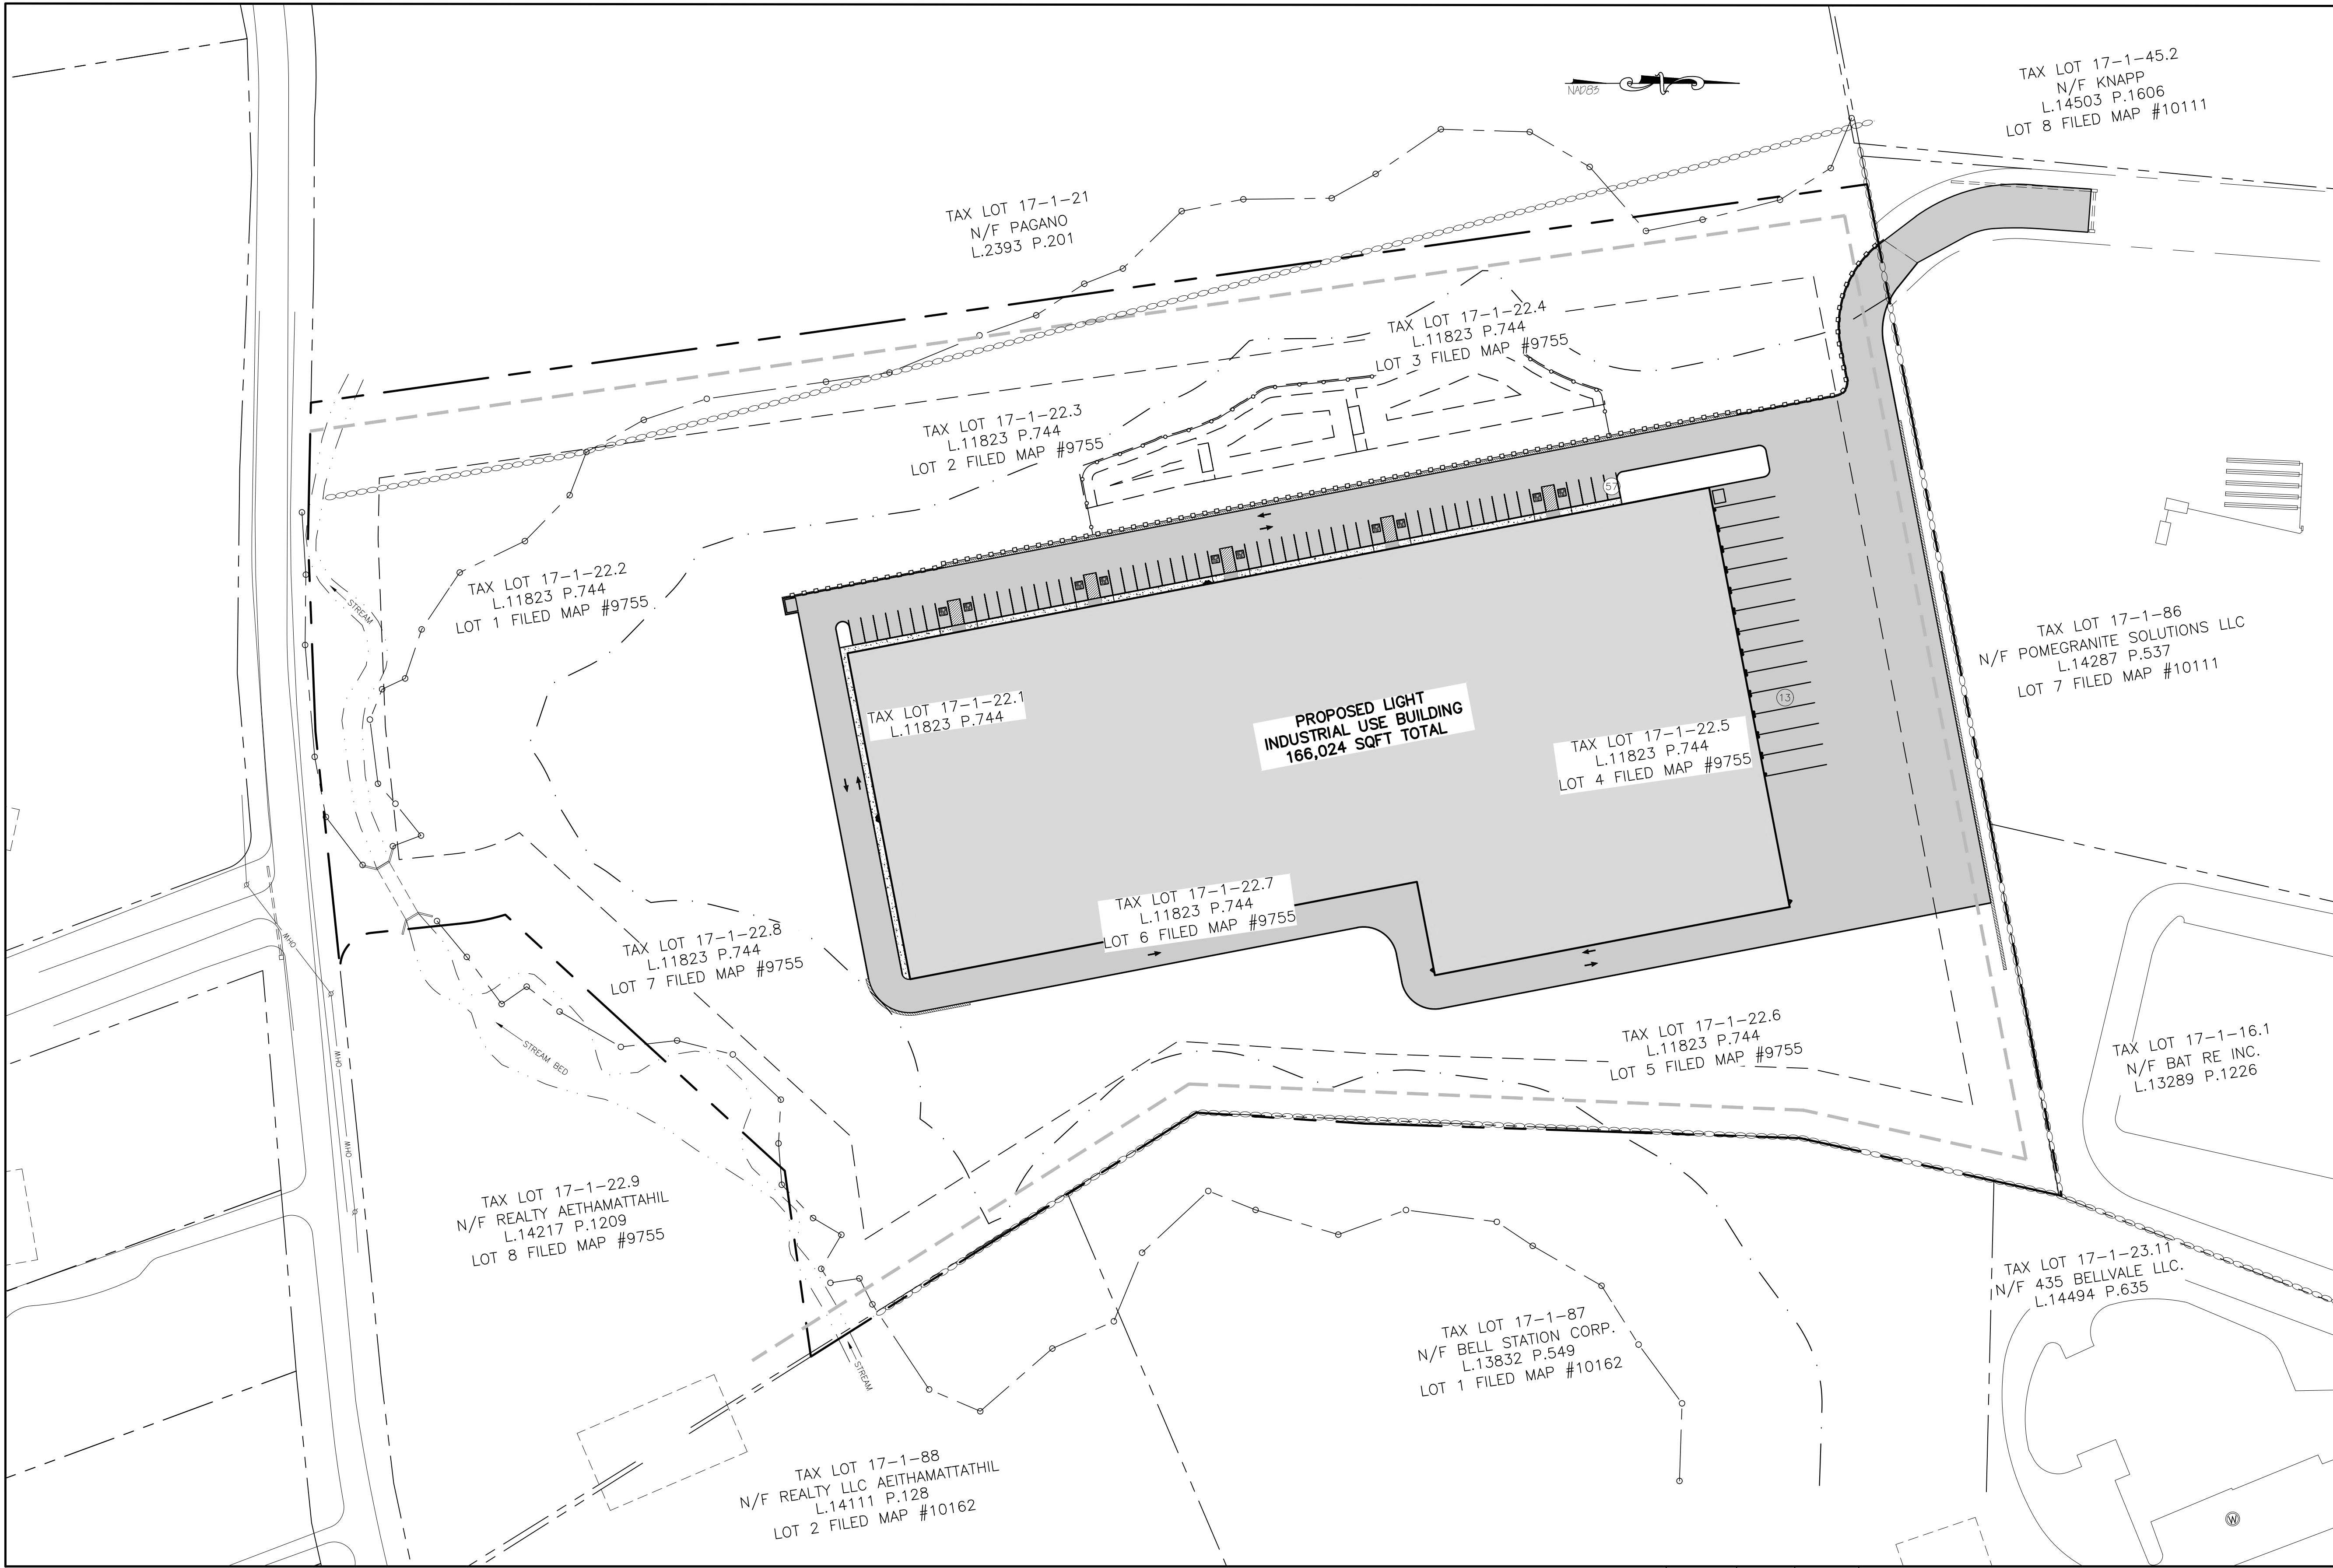 NAD83
TAX LOT 17-1-45.2
N/F KNAPP
L.14503 P.1606
LOT 8 FILED MAP #10111
TAX LOT 17-1-21
N/F PAGANO
L.2393 P.201
TAX LOT 17-1-22.4
L.11823 P.744
LOT 3 FILED MAP #9755
TAX LOT 17-1-22.3
L.11823 P.744
LOT 2 FILED MAP #9755
57
TAX LOT 17-1-22.2
L.11823 P.744
LOT 1 FILED MAP #9755
STREAM
TAX LOT 17-1-86
N/F POMEGRANITE SOLUTIONS LLC
L.14287 P.537
LOT 7 FILED MAP #10111
TAX LOT 17-1-22.1
L.11823 P.744
PROPOSED LIGHT
INDUSTRIAL USE BUILDING
166,024 SQFT TOTAL
13
TAX LOT 17-1-22.5
L.11823 P.744
LOT 4 FILED MAP #9755
TAX LOT 17-1-22.7
L.11823 P.744
LOT 6 FILED MAP #9755
TAX LOT 17-1-22.8
L.11823 P.744
LOT 7 FILED MAP #9755
OHW
OHW
OHW
STREAM BED
TAX LOT 17-1-22.6
L.11823 P.744
LOT 5 FILED MAP #9755
TAX LOT 17-1-16.1
N/F BAT RE INC.
L.13289 P.1226
TAX LOT 17-1-22.9
N/F REALTY AETHAMATTAHIL
L.14217 P.1209
LOT 8 FILED MAP #9755
TAX LOT 17-1-23.11
N/F 435 BELLVALE LLC.
L.14494 P.635
STREAM
TAX LOT 17-1-87
N/F BELL STATION CORP.
L.13832 P.549
LOT 1 FILED MAP #10162
TAX LOT 17-1-88
N/F REALTY LLC AEITHAMATTATHIL
L.14111 P.128
LOT 2 FILED MAP #10162
W